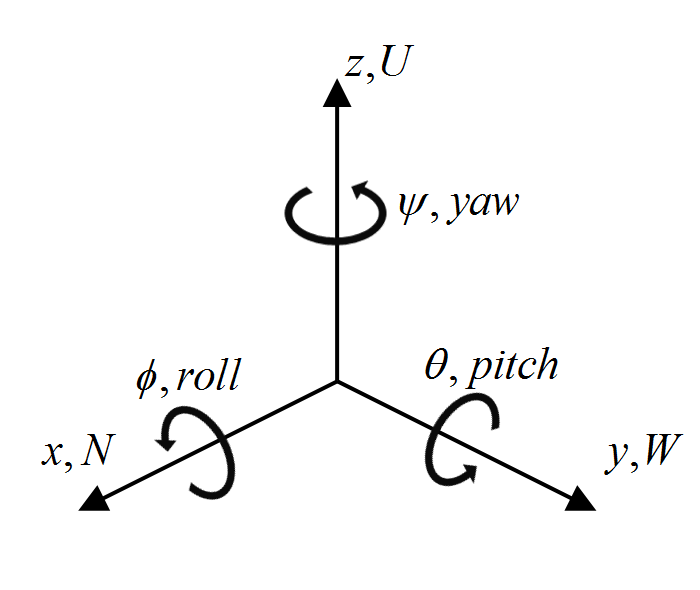 z,U
ψ, yaw
ϕ, roll
θ, pitch
x, N
y,W